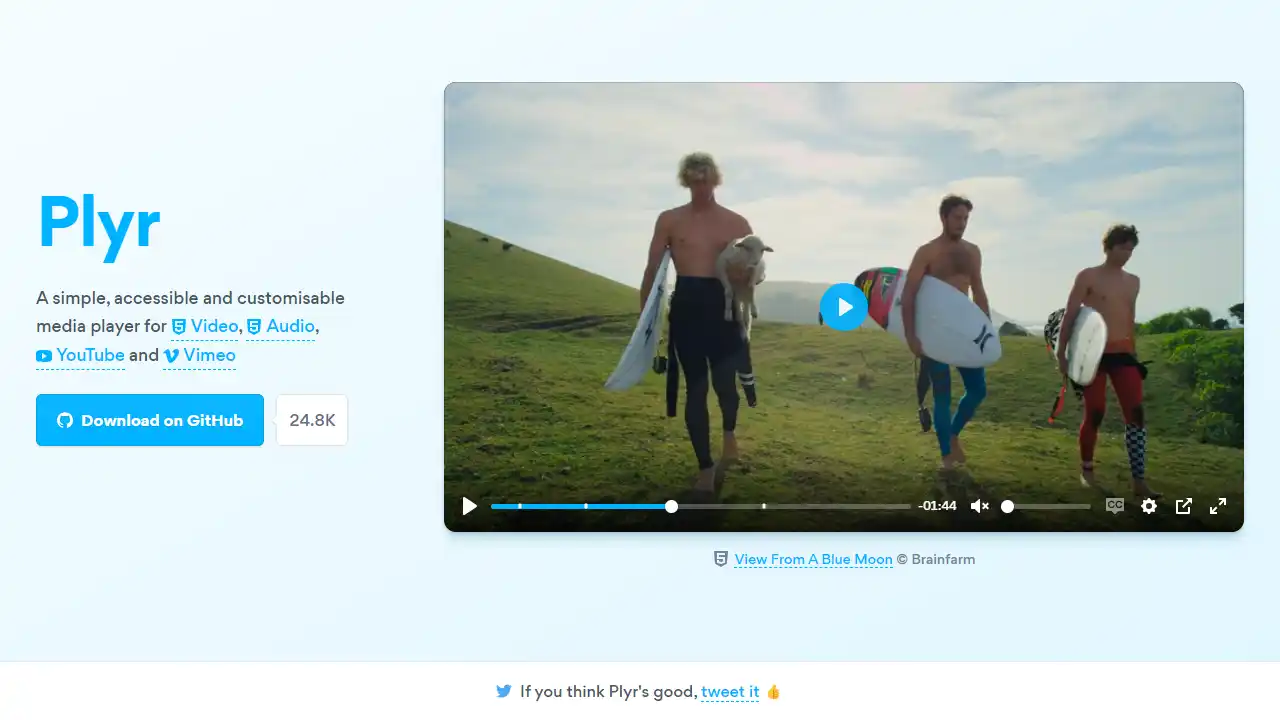 Plyr
A simple, accessible and customisable
media player for Video, Audio,
YouTube and Vimeo
Download on GitHub
24.8K
-01:44
CC
View From A Blue Moon © Brainfarm
If you think Plyr's good, tweet it 👍